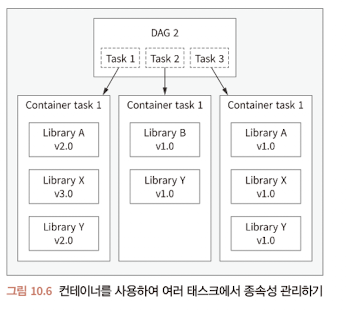 DAG 2
Task 1 Task 2 Task 3
Container task 1
Library A
v2.0
Library X
v3.0
Library Y
v2.0
Container task 1
Library B
v1.0
Library Y
v1.0
Container task 1
Library A
v1.0
Library X
v1.0
Library Y
v1.0
그림 10.6 컨테이너를 사용하여 여러 태스크에서 종속성 관리하기